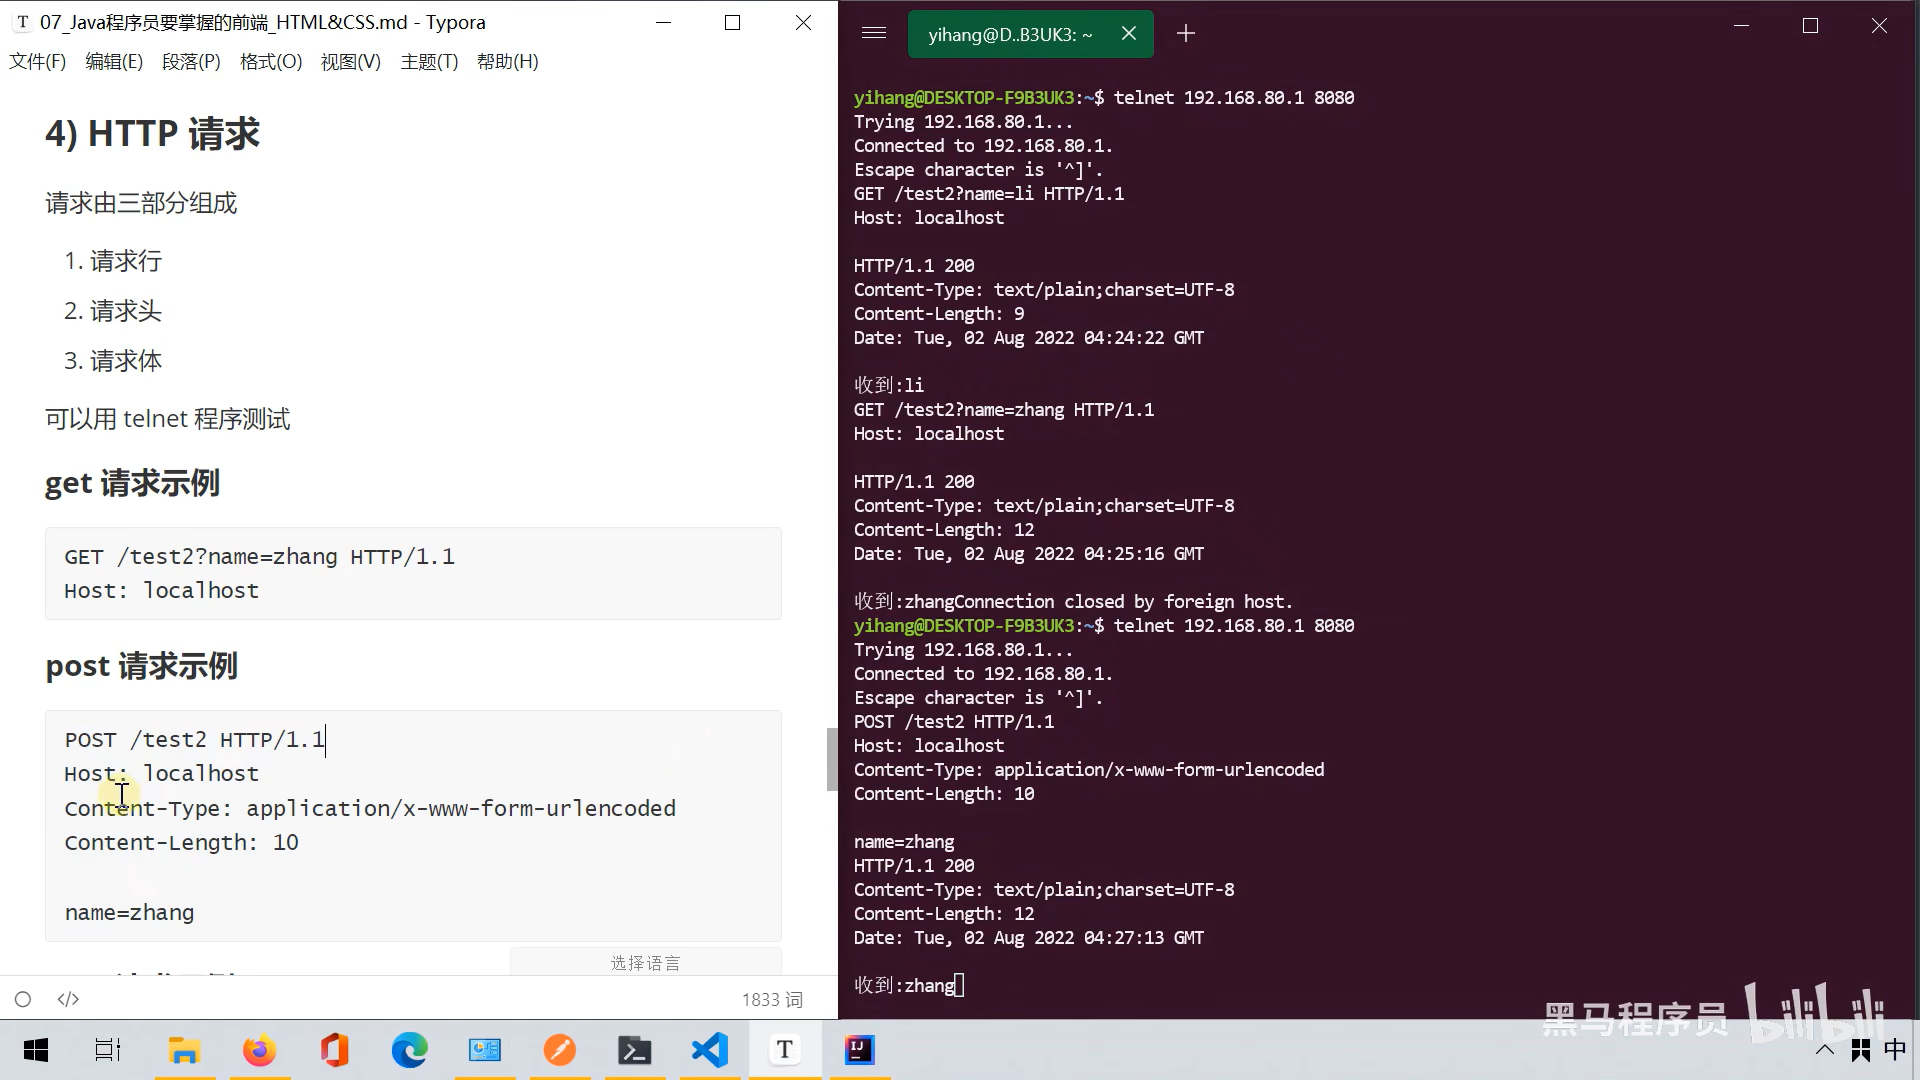 07_Java程序员要掌握的前端_HTML&CSS.md - Typora
文件(F) 编辑(E) 段落(P) 格式(O) 视图(V) 主题(T) 帮助(H)
4) HTTP 请求
请求由三部分组成
1. 请求行
2. 请求头
3. 请求体
可以用 telnet 程序测试
get 请求示例
GET /test2?name=zhang HTTP/1.1
Host: localhost
post 请求示例
POST /test2 HTTP/1.1
Host: localhost
Content-Type: application/x-www-form-urlencoded
Content-Length: 10
name=zhang
选择语言
1833 词
yihang@D..B3UK3: ~
yihang@DESKTOP-F9B3UK3:~$ telnet 192.168.80.1 8080
Trying 192.168.80.1...
Connected to 192.168.80.1.
Escape character is '^]'.
GET /test2?name=li HTTP/1.1
Host: localhost
HTTP/1.1 200
Content-Type: text/plain;charset=UTF-8
Content-Length: 9
Date: Tue, 02 Aug 2022 04:24:22 GMT
收到:li
GET /test2?name=zhang HTTP/1.1
Host: localhost
HTTP/1.1 200
Content-Type: text/plain;charset=UTF-8
Content-Length: 12
Date: Tue, 02 Aug 2022 04:25:16 GMT
收到:zhangConnection closed by foreign host.
yihang@DESKTOP-F9B3UK3:~$ telnet 192.168.80.1 8080
Trying 192.168.80.1...
Connected to 192.168.80.1.
Escape character is '^]'.
POST /test2 HTTP/1.1
Host: localhost
Content-Type: application/x-www-form-urlencoded
Content-Length: 10
name=zhang
HTTP/1.1 200
Content-Type: text/plain;charset=UTF-8
Content-Length: 12
Date: Tue, 02 Aug 2022 04:27:13 GMT
收到:zhang
黑马程序员 bilibili
中